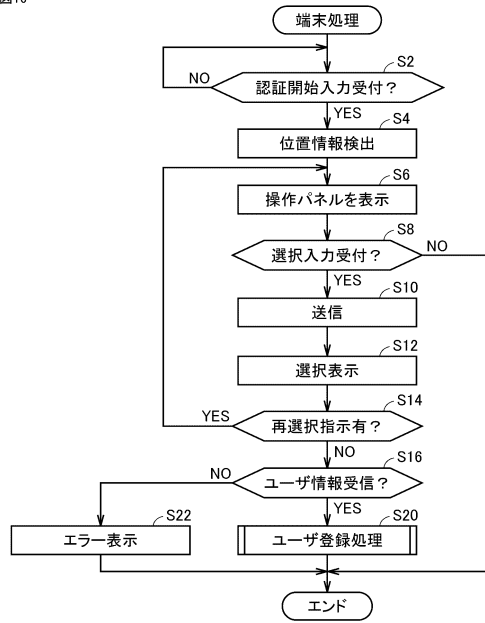 図10
端末処理
S2
認証開始入力受付？
NO
YES
S4
位置情報検出
S6
操作パネルを表示
S8
選択入力受付？
NO
YES
S10
送信
S12
選択表示
S14
再選択指示有？
YES
NO
S16
ユーザ情報受信？
NO
YES
S22
エラー表示
S20
ユーザ登録処理
エンド